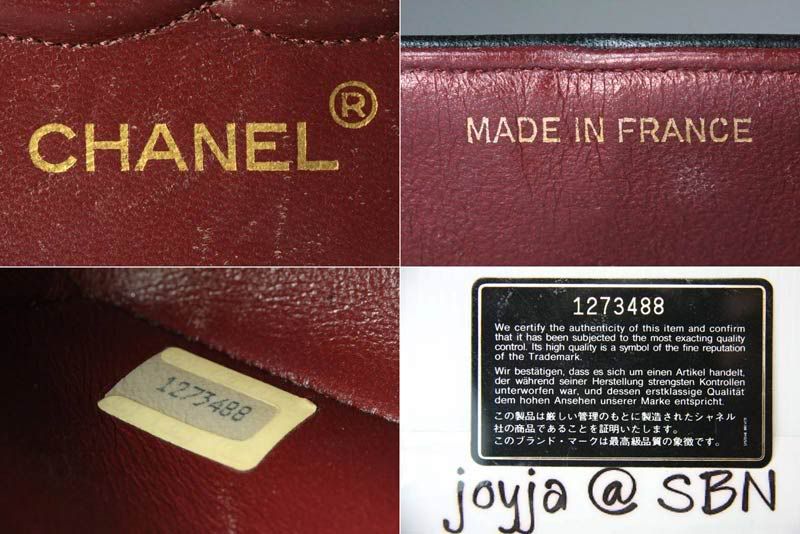 CHANEL®
MADE IN FRANCE
1273488
1273488
We certify the authenticity of this item and confirm
that it has been subjected to the most exacting quality
control. Its high quality is a symbol of the fine reputation
of the Trademark.
Wir bestätigen, dass es sich um einen Artikel handelt,
der während seiner Herstellung strengsten Kontrollen
unterworfen war, und dessen erstklassige Qualität
dem hohen Ansehen unserer Marke entspricht.
この製品は厳しい管理のもとに製造されたシャネル
社の商品であることを証明いたします。
このブランド・マークは最高級品質の象徴です。
joyja @ SBN